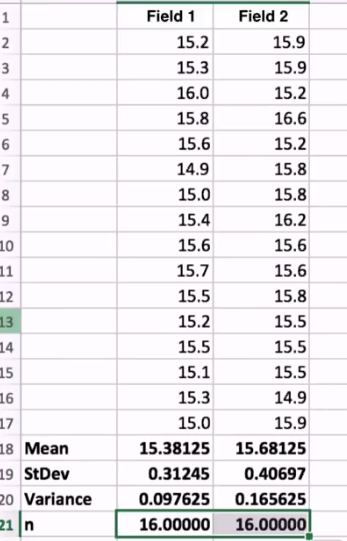 1 Field 1 Field 2
2 15.2 15.9
3 15.3 15.9
4 16.0 15.2
5 15.8 16.6
6 15.6 15.2
7 14.9 15.8
8 15.0 15.8
9 15.4 16.2
10 15.6 15.6
11 15.7 15.6
12 15.5 15.8
13 15.2 15.5
14 15.5 15.5
15 15.1 15.5
16 15.3 14.9
17 15.0 15.9
18 Mean 15.38125 15.68125
19 StDev 0.31245 0.40697
20 Variance 0.097625 0.165625
21 n 16.00000 16.00000